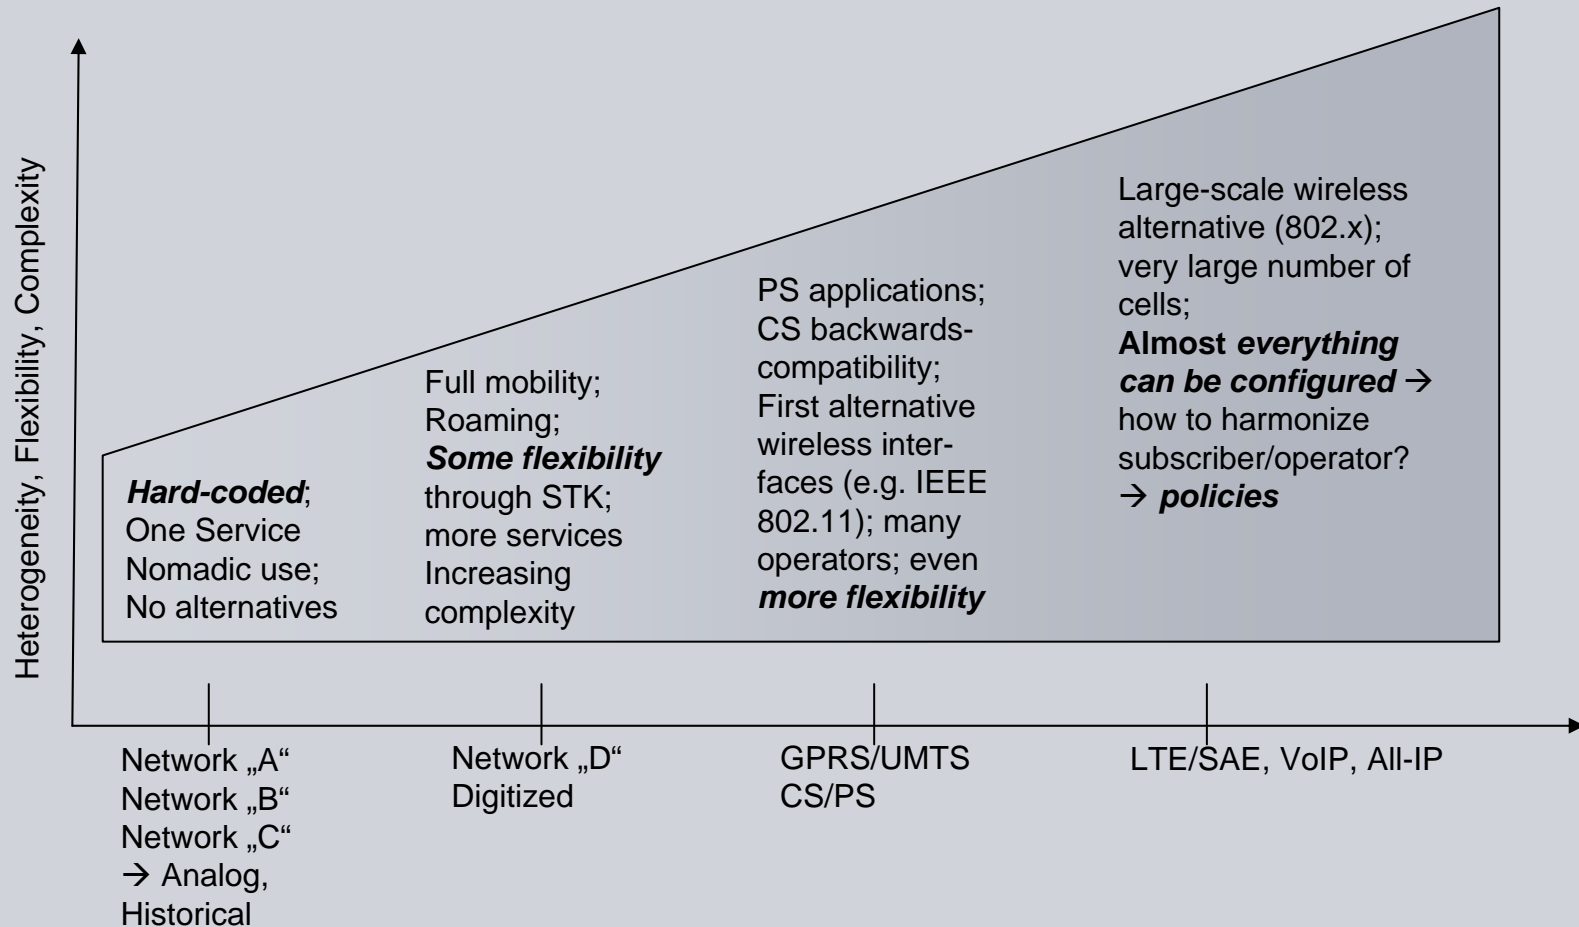 Heterogeneity, Flexibility, Complexity
Hard-coded;
One Service
Nomadic use;
No alternatives
Full mobility;
Roaming;
Some flexibility
through STK;
more services
Increasing
complexity
PS applications;
CS backwards-
compatibility;
First alternative
wireless inter-
faces (e.g. IEEE
802.11); many
operators; even
more flexibility
Large-scale wireless
alternative (802.x);
very large number of
cells;
Almost everything
can be configured →
how to harmonize
subscriber/operator?
→ policies
Network „A“
Network „B“
Network „C“
→ Analog,
Historical
Network „D“
Digitized
GPRS/UMTS
CS/PS
LTE/SAE, VoIP, All-IP